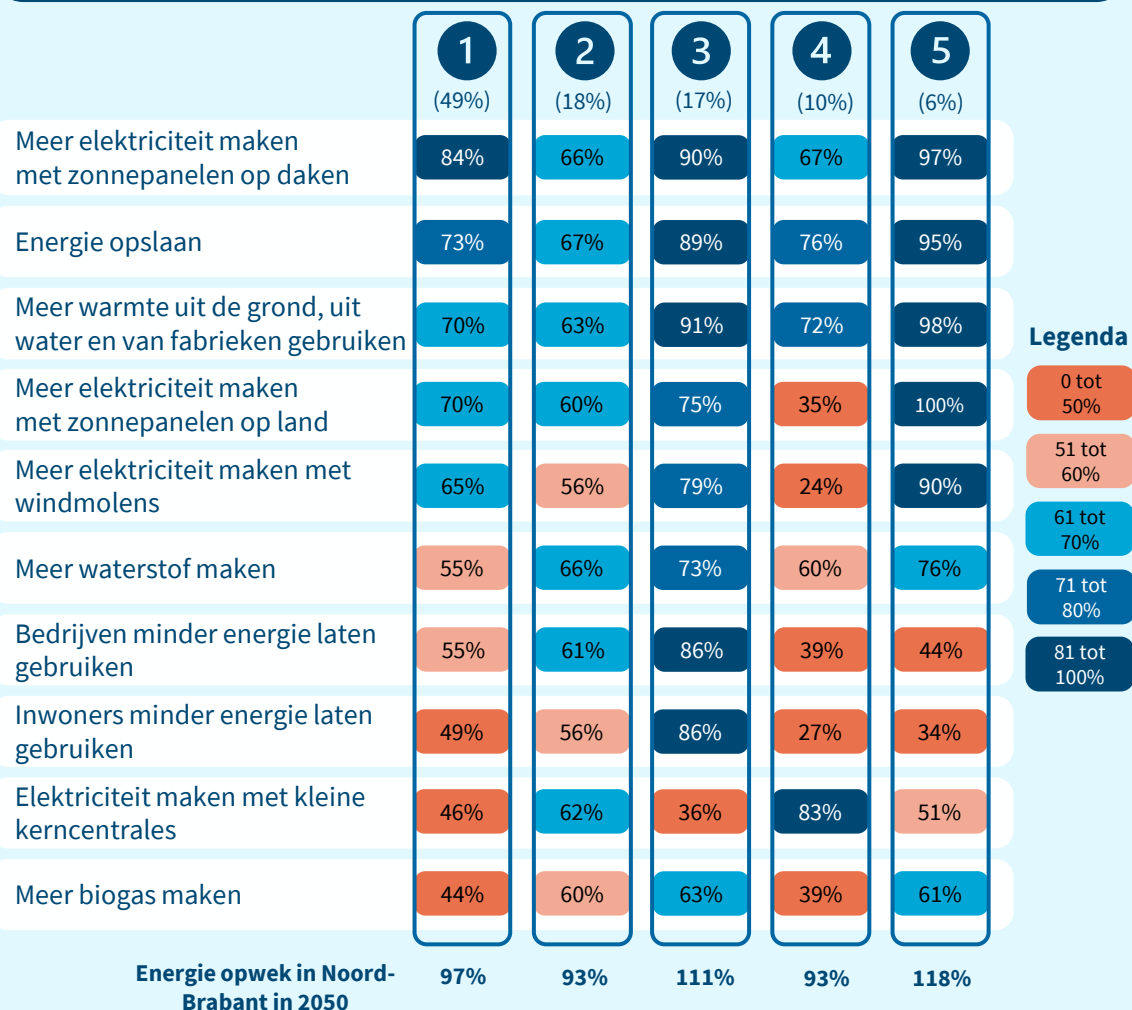 1 2 3 4 5
(49%) (18%) (17%) (10%) (6%)
Meer elektriciteit maken
met zonnepanelen op daken
84% 66% 90% 67% 97%
Energie opslaan
73% 67% 89% 76% 95%
Meer warmte uit de grond, uit
water en van fabrieken gebruiken
70% 63% 91% 72% 98%
Meer elektriciteit maken
met zonnepanelen op land
70% 60% 75% 35% 100%
Meer elektriciteit maken met
windmolens
65% 56% 79% 24% 90%
Meer waterstof maken
55% 66% 73% 60% 76%
Bedrijven minder energie laten
gebruiken
55% 61% 86% 39% 44%
Inwoners minder energie laten
gebruiken
49% 56% 86% 27% 34%
Elektriciteit maken met kleine
kerncentrales
46% 62% 36% 83% 51%
Meer biogas maken
44% 60% 63% 39% 61%
Energie opwek in Noord-
Brabant in 2050
97% 93% 111% 93% 118%
Legenda
0 tot
50%
51 tot
60%
61 tot
70%
71 tot
80%
81 tot
100%